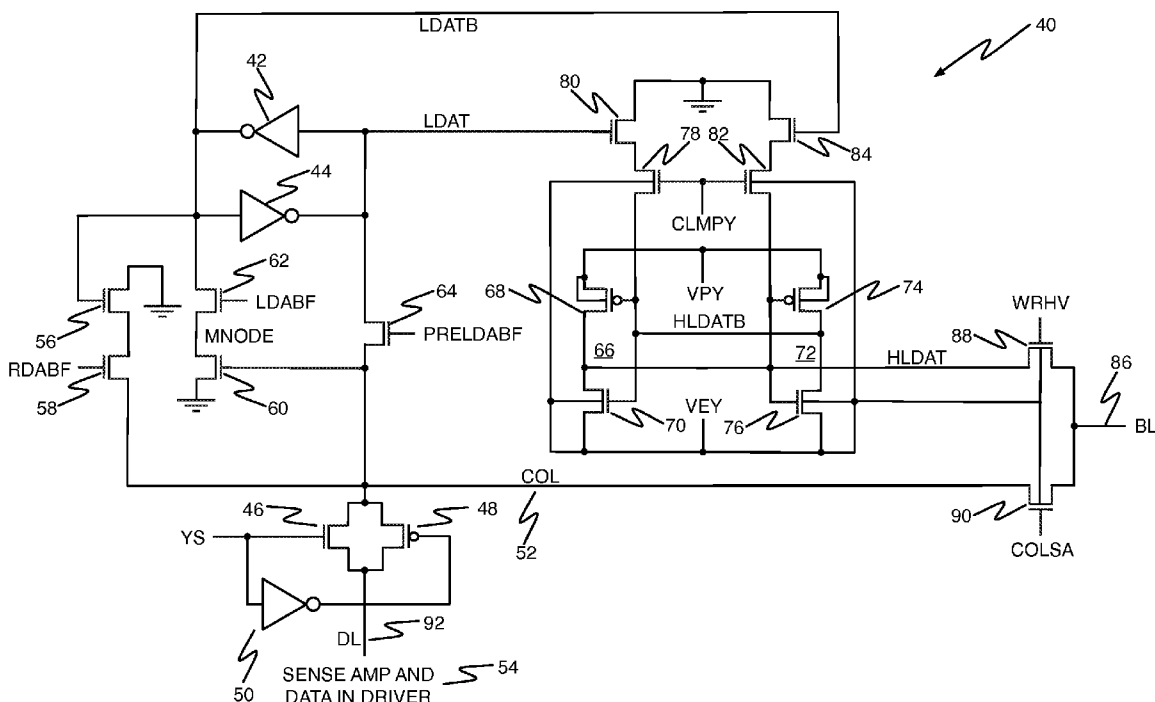 LDATB
40
42
80
LDAT
78 82
84
44
CLMPY
62
64
68
VPY
74
LDABF
WRHV
56
MNODE
PRELDABF
HLDATB
88
66
72
HLDAT
86
RDABF
58
60
70
VEY
76
BL
COL
46
48
52
90
YS
COLSA
92
DL
50
SENSE AMP AND
DATA IN DRIVER
54